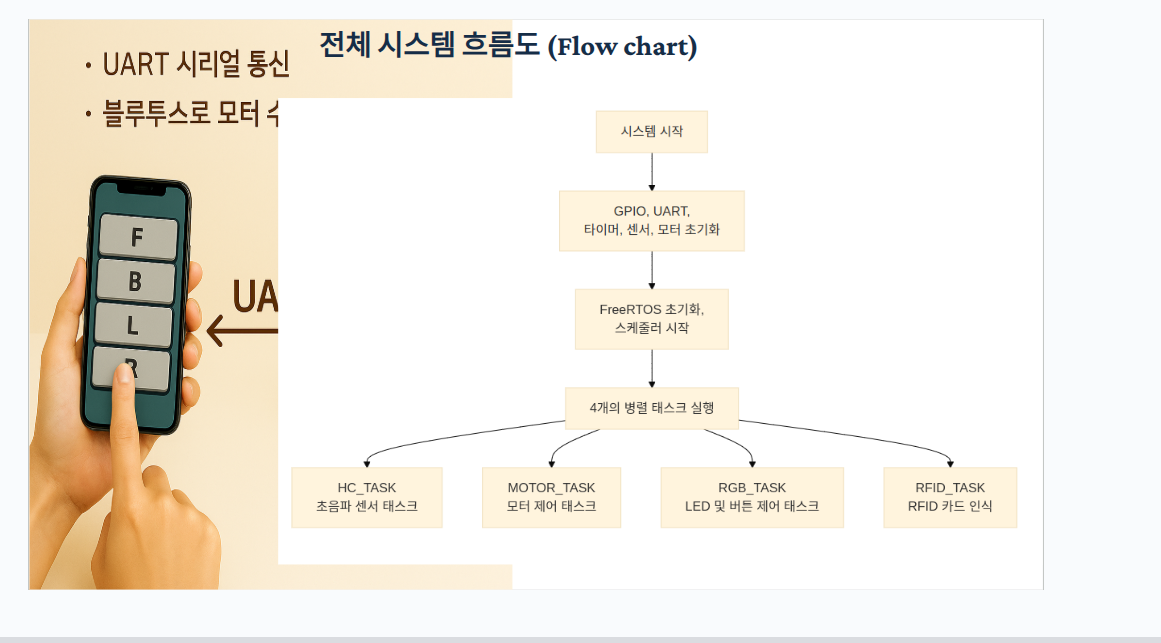 전체 시스템 흐름도 (Flow chart)
• UART 시리얼 통신
• 블루투스로 모터
F
B
L
R
UA
시스템 시작
GPIO, UART,
타이머, 센서, 모터 초기화
FreeRTOS 초기화,
스케줄러 시작
4개의 병렬 태스크 실행
HC_TASK
초음파 센서 태스크
MOTOR_TASK
모터 제어 태스크
RGB_TASK
LED 및 버튼 제어 태스크
RFID_TASK
RFID 카드 인식